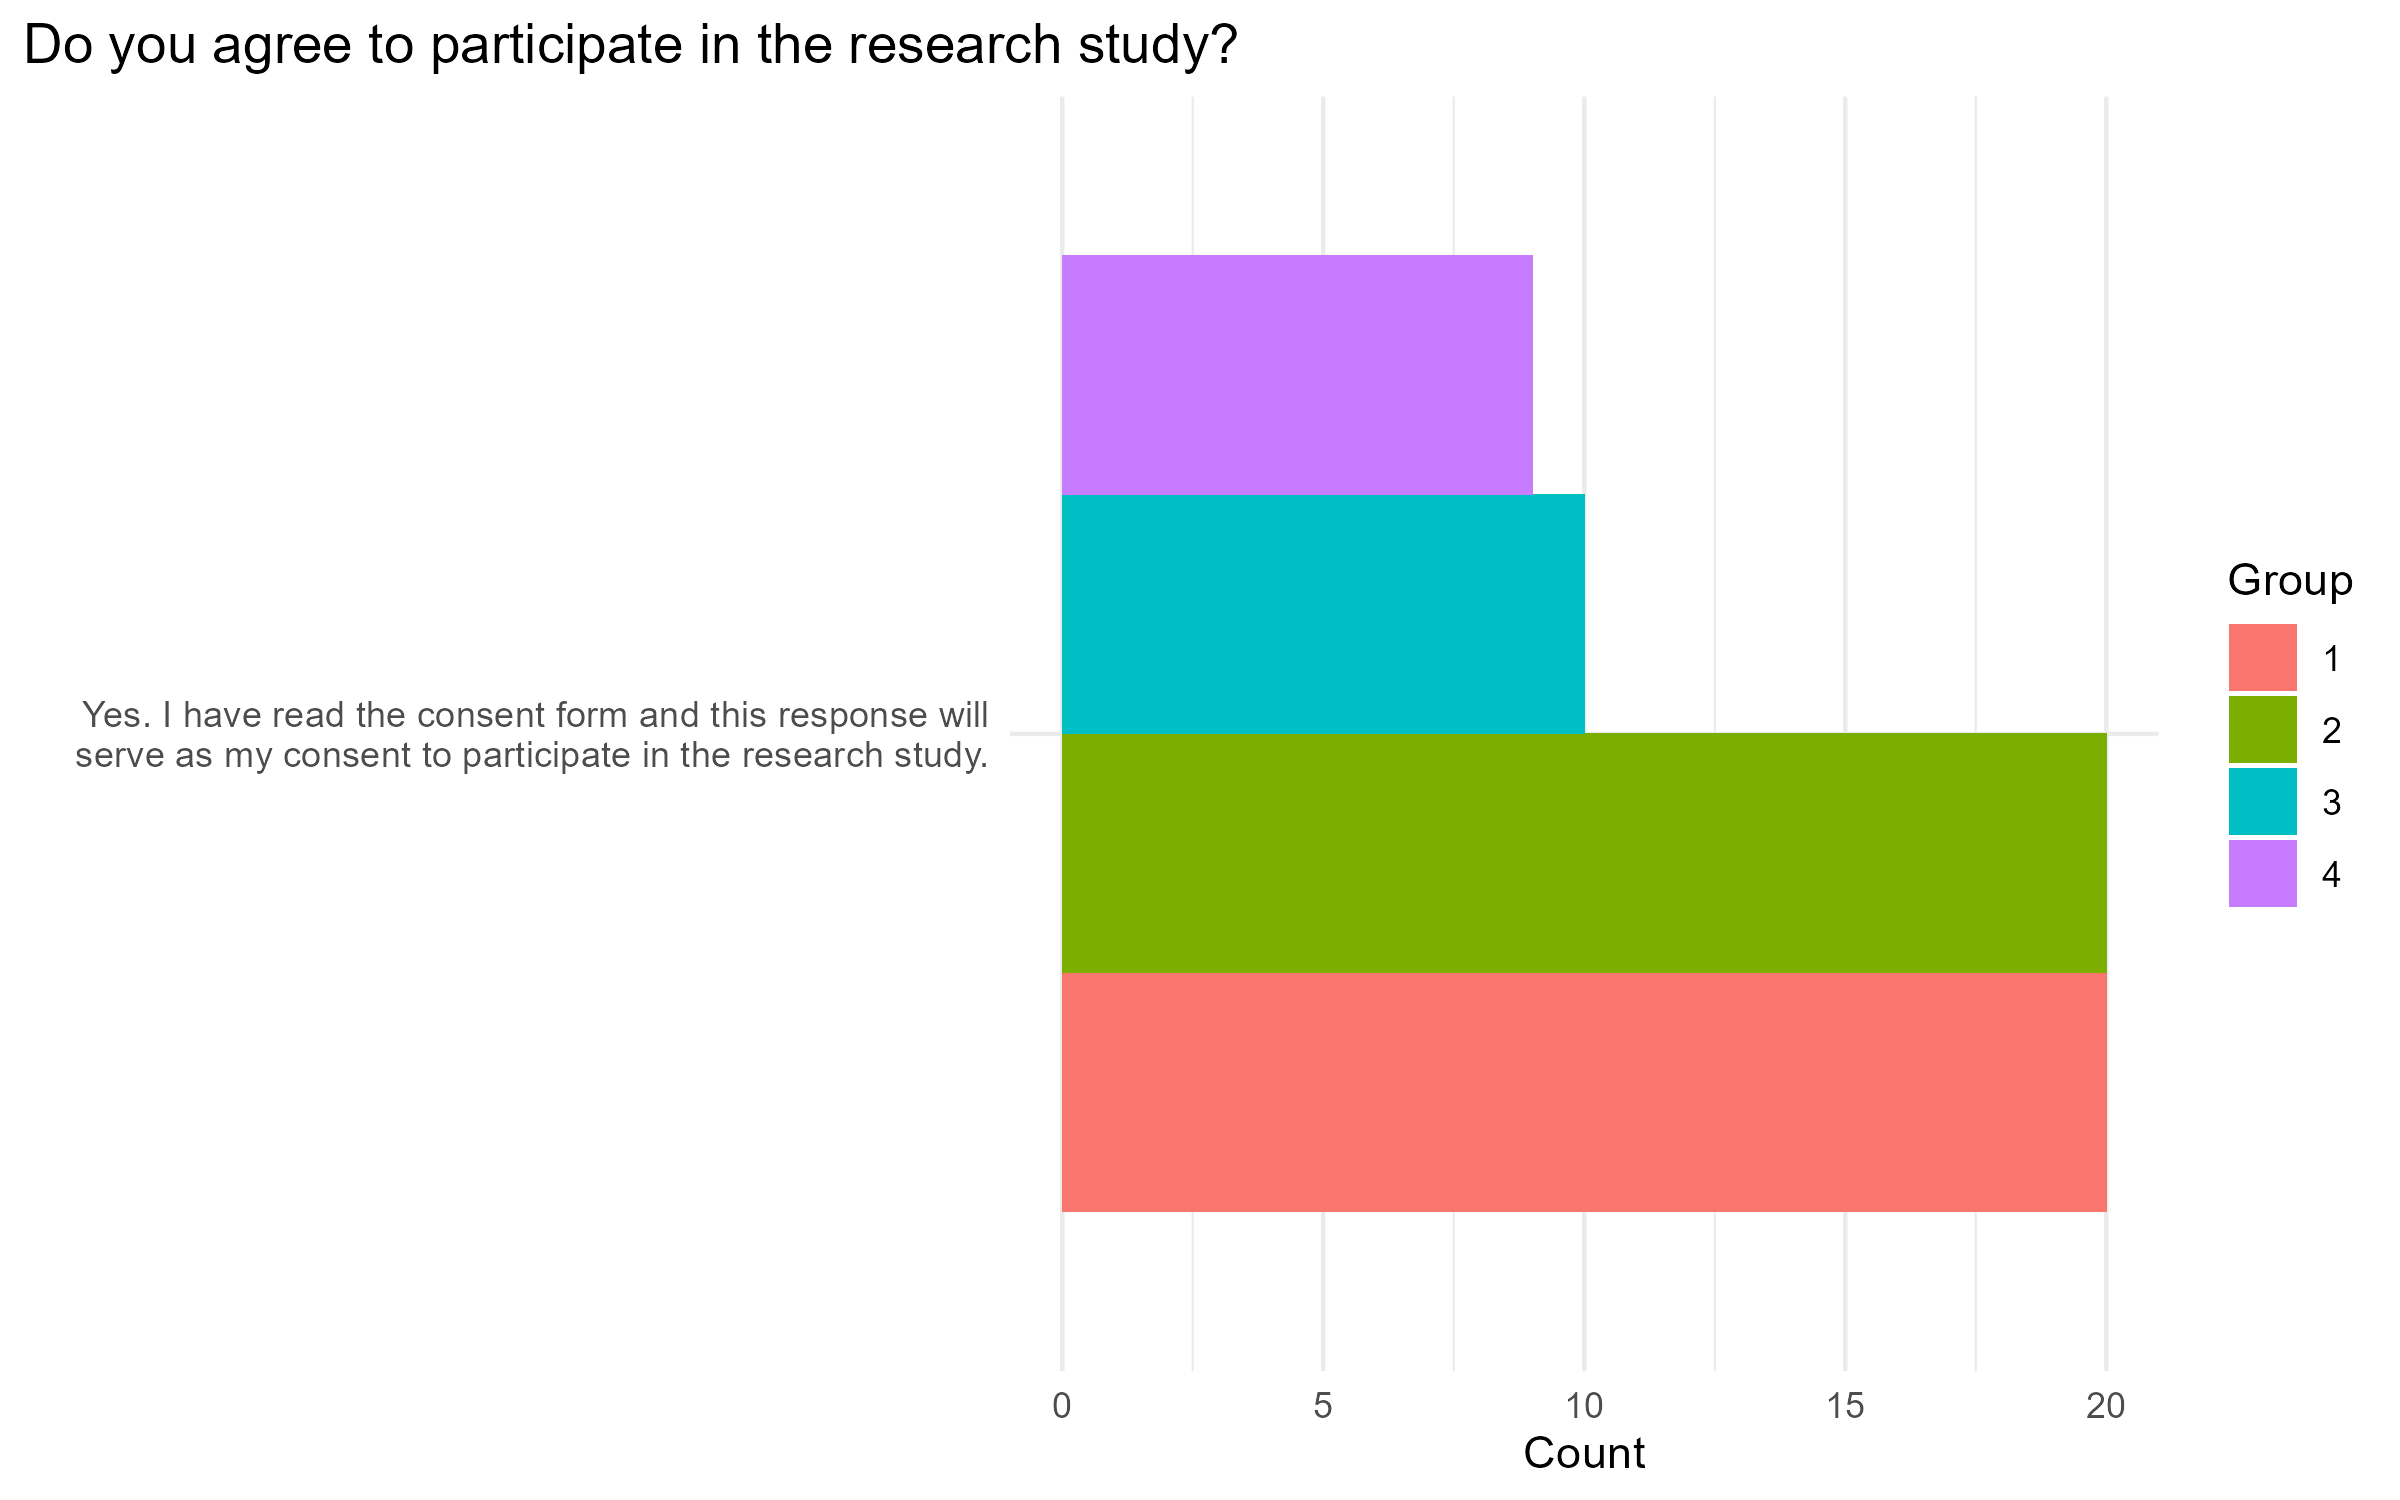 Do you agree to participate in the research study?
Yes. I have read the consent form and this response will
serve as my consent to participate in the research study.
Group
1
2
3
4
0 5 10 15 20
Count